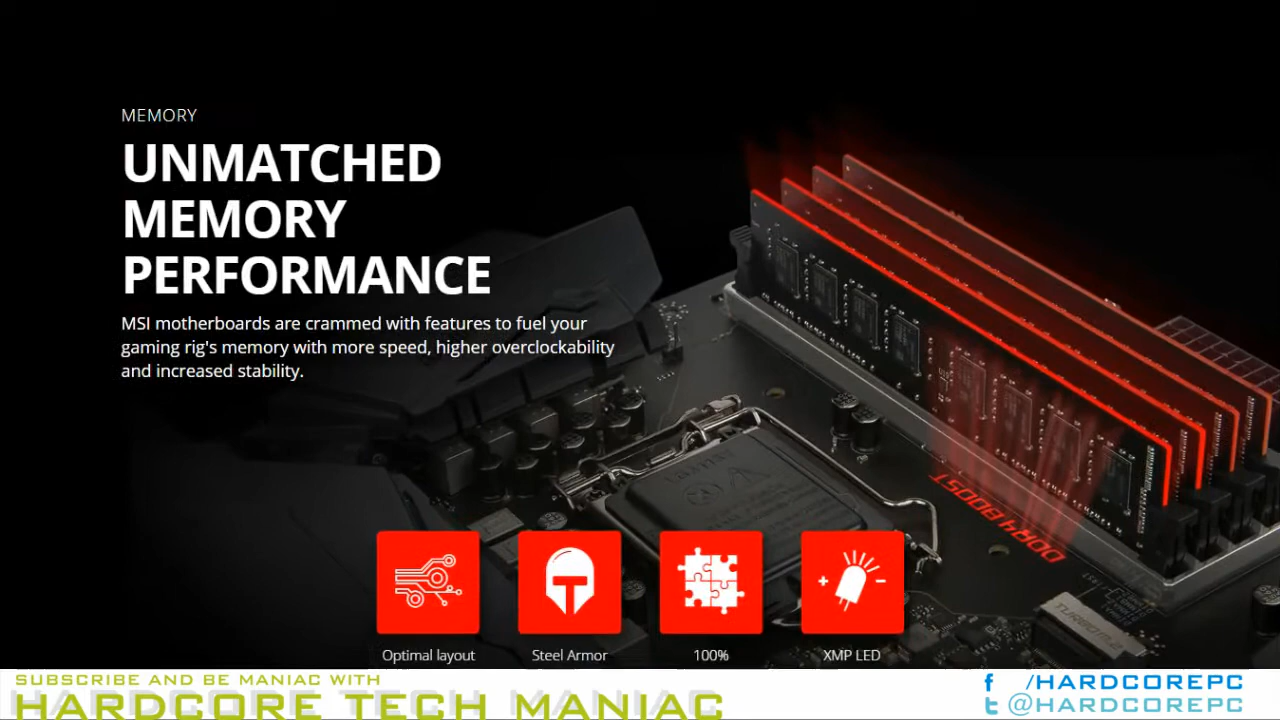 MEMORY
UNMATCHED
MEMORY
PERFORMANCE
MSI motherboards are crammed with features to fuel your
gaming rig's memory with more speed, higher overclockability
and increased stability.
DDR4 BOOST
TURBO M.2
Optimal layout
Steel Armor
100%
XMP LED
SUBSCRIBE AND BE MANIAC WITH
HARDCORE TECH MANIAC
f /HARDCOREPC
t @HARDCOREPC